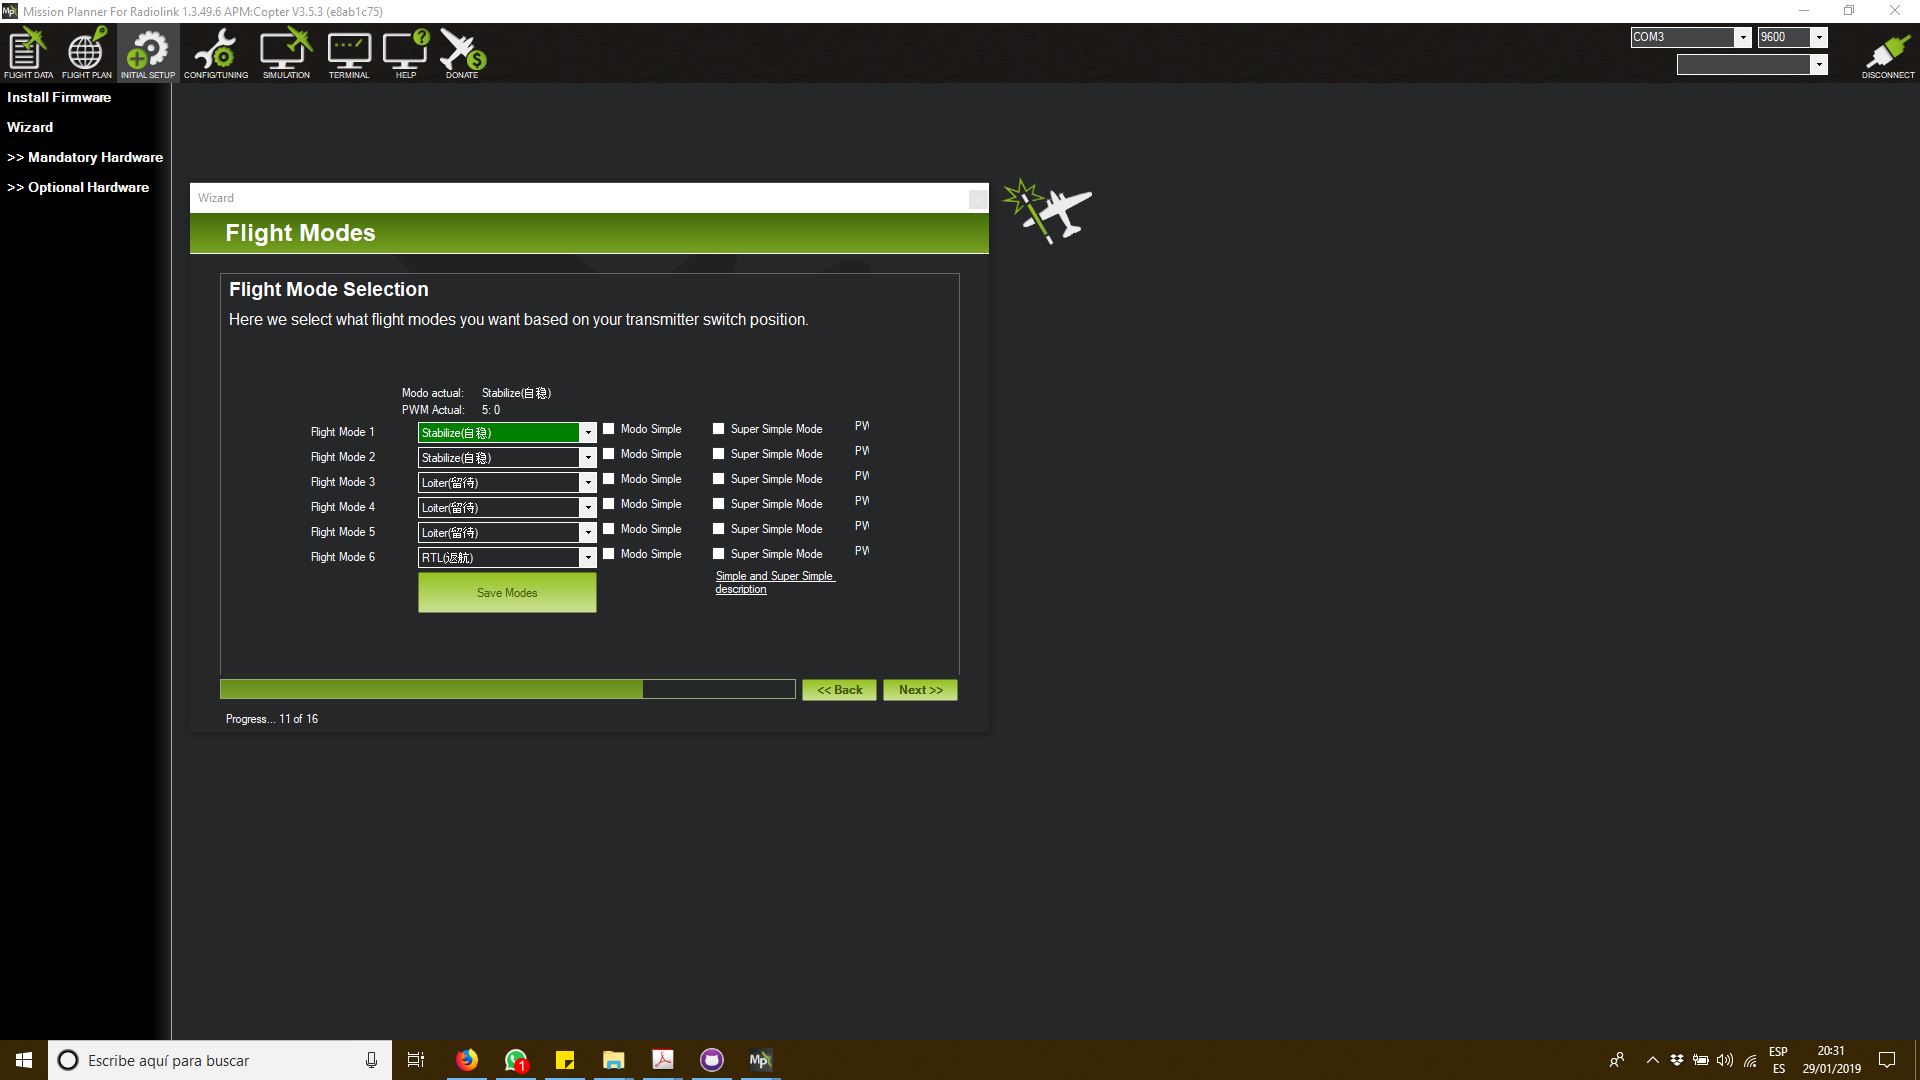 Mission Planner For Radiolink 1.3.49.6 APM:Copter V3.5.3 (e8ab1c75)
FLIGHT DATA
FLIGHT PLAN
INITIAL SETUP
CONFIG/TUNING
SIMULATION
TERMINAL
HELP
DONATE
COM3
9600
DISCONNECT
Install Firmware
Wizard
>> Mandatory Hardware
>> Optional Hardware
Wizard
Flight Modes
Flight Mode Selection
Here we select what flight modes you want based on your transmitter switch position.
Modo actual: Stabilize(自稳)
PWM Actual: 5: 0
Flight Mode 1 Stabilize(自稳) Modo Simple Super Simple Mode PW
Flight Mode 2 Stabilize(自稳) Modo Simple Super Simple Mode PW
Flight Mode 3 Loiter(留待) Modo Simple Super Simple Mode PW
Flight Mode 4 Loiter(留待) Modo Simple Super Simple Mode PW
Flight Mode 5 Loiter(留待) Modo Simple Super Simple Mode PW
Flight Mode 6 RTL(返航) Modo Simple Super Simple Mode PW
Simple and Super Simple
description
Save Modes
<< Back
Next >>
Progress... 11 of 16
Escribe aquí para buscar
1
Mp
ESP
ES
20:31
29/01/2019